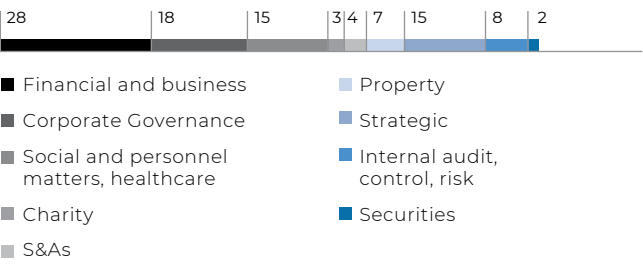 28 18 15 3 4 7 15 8 2
Financial and business
Corporate Governance
Social and personnel
matters, healthcare
Charity
S&As
Property
Strategic
Internal audit,
control, risk
Securities